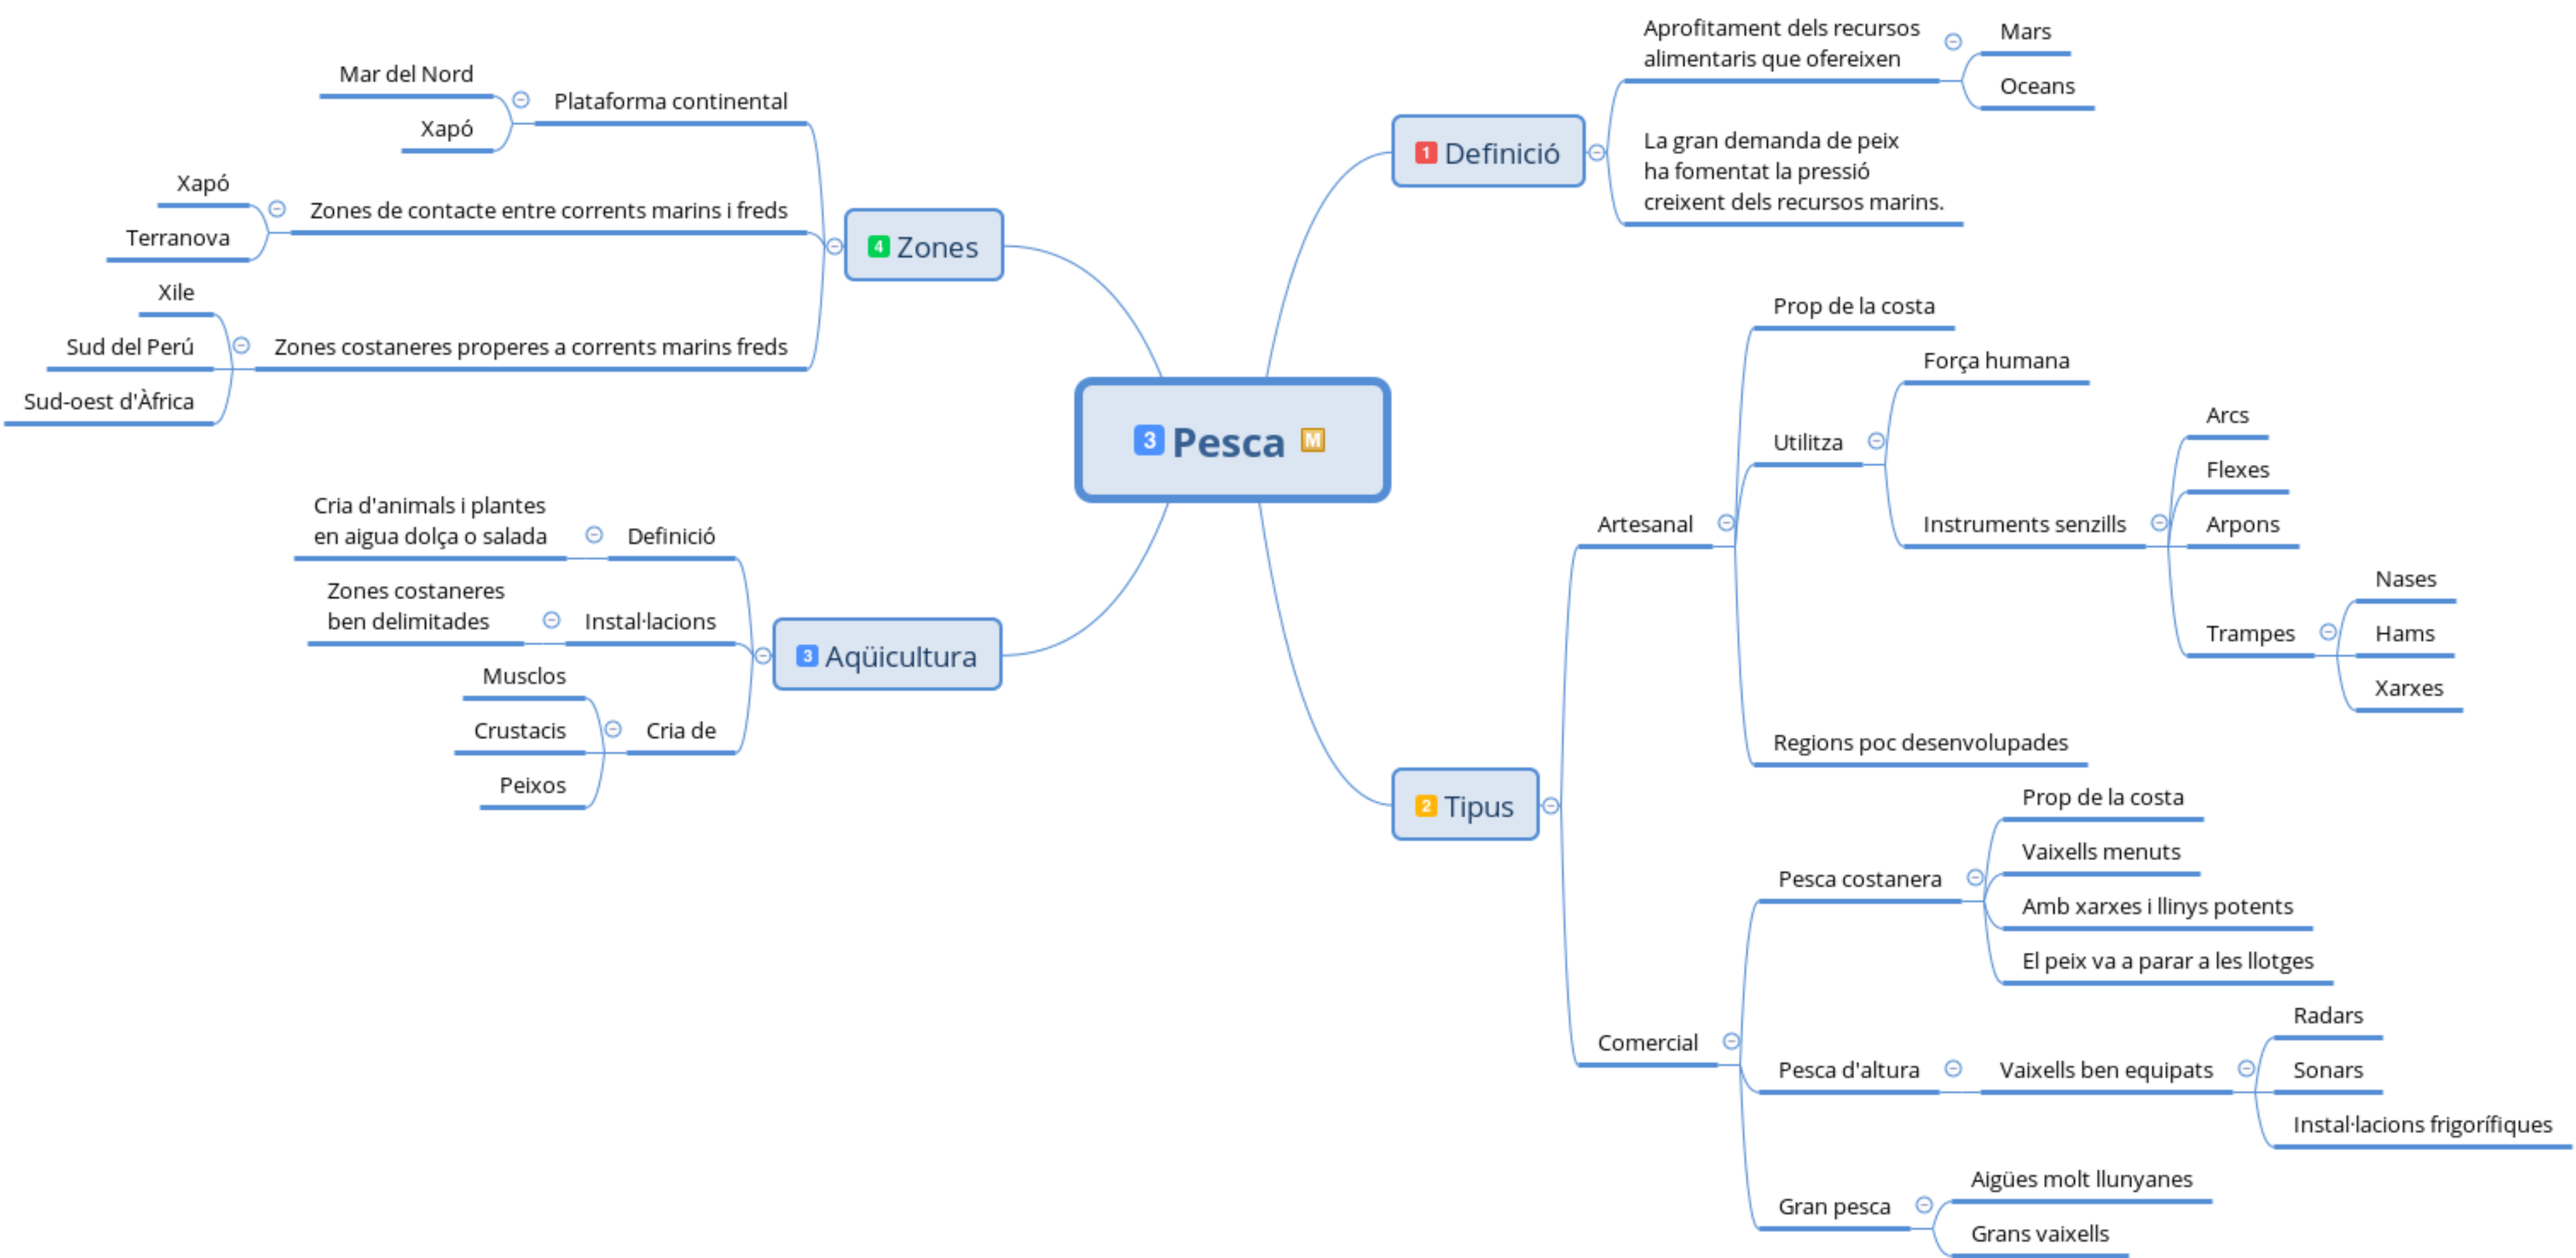 3 Pesca M
1 Definició
Aprofitament dels recursos
alimentaris que ofereixen
Mars
Oceans
La gran demanda de peix
ha fomentat la pressió
creixent dels recursos marins.
2 Tipus
Artesanal
Prop de la costa
Utilitza
Força humana
Instruments senzills
Arcs
Flexes
Arpons
Trampes
Nases
Hams
Xarxes
Regions poc desenvolupades
Comercial
Pesca costanera
Prop de la costa
Vaixells menuts
Amb xarxes i llinys potents
El peix va a parar a les llotges
Pesca d'altura
Vaixells ben equipats
Radars
Sonars
Instal·lacions frigorífiques
Gran pesca
Aigües molt llunyanes
Grans vaixells
3 Aqüicultura
Definició
Cria d'animals i plantes
en aigua dolça o salada
Instal·lacions
Zones costaneres
ben delimitades
Cria de
Musclos
Crustacis
Peixos
4 Zones
Plataforma continental
Mar del Nord
Xapó
Zones de contacte entre corrents marins i freds
Xapó
Terranova
Zones costaneres properes a corrents marins freds
Xile
Sud del Perú
Sud-oest d'Àfrica